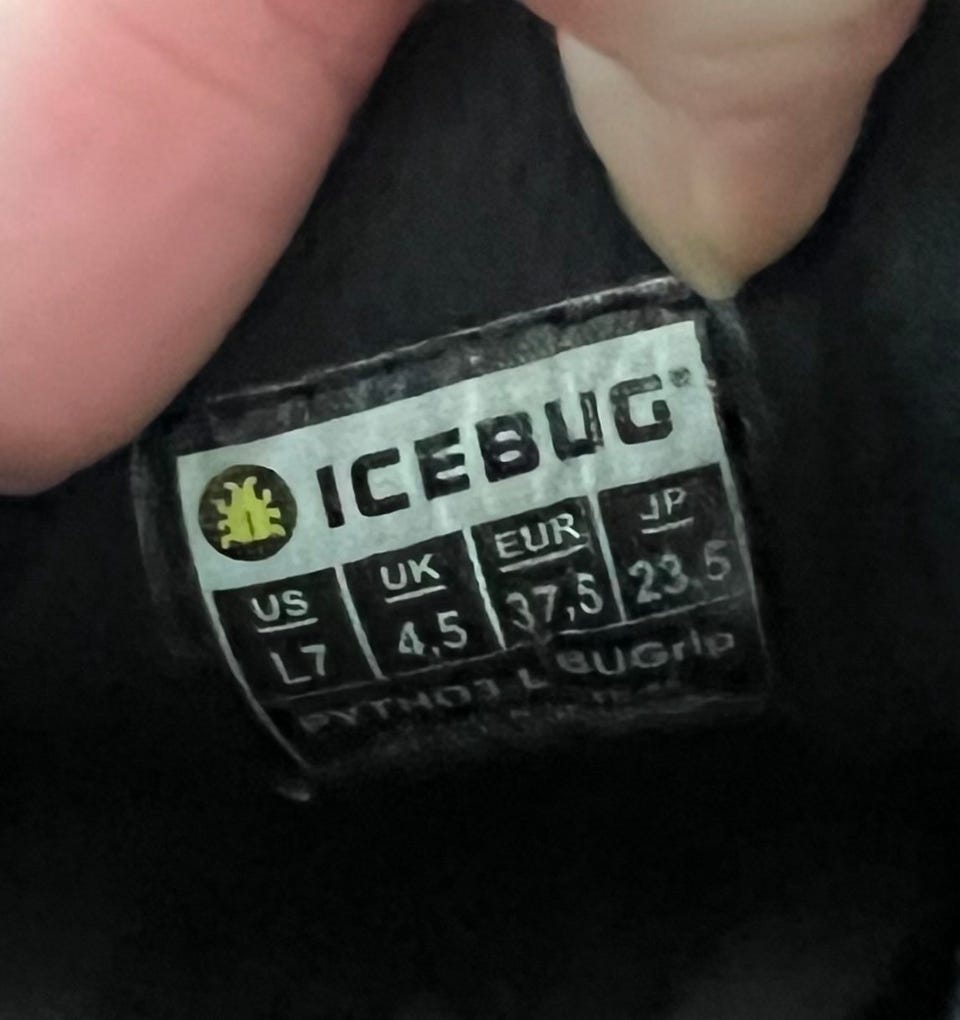 ICEBUG®
US UK EUR JP
L7 4,5 37,5 23.5
L BUGrip